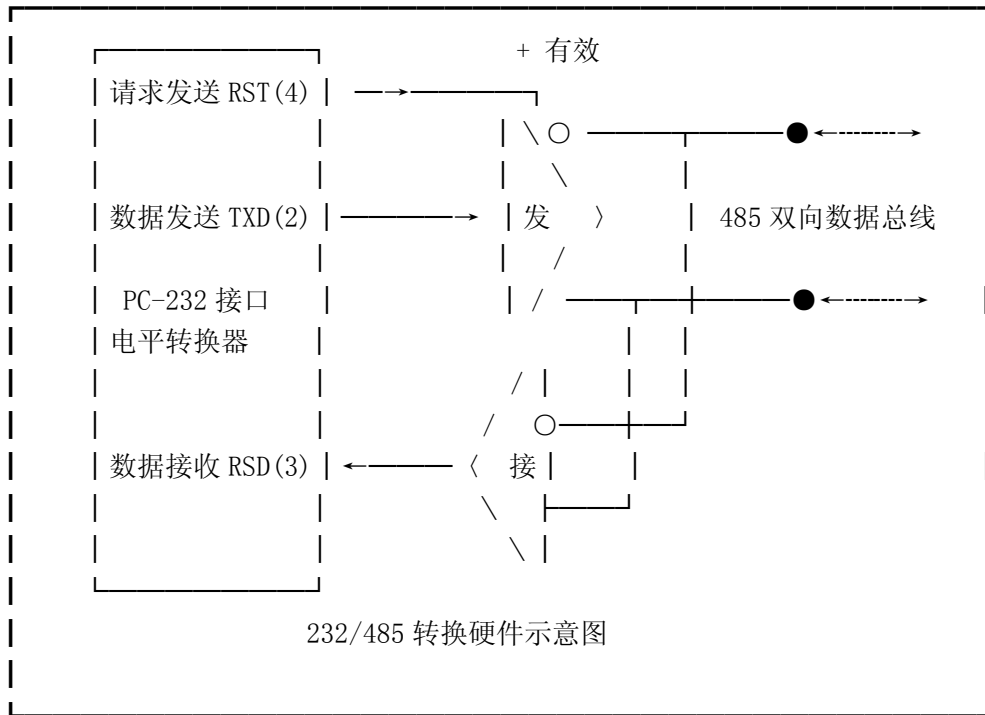 + 有效
请求发送 RST(4)
数据发送 TXD(2)
发
485 双向数据总线
PC-232 接口
电平转换器
数据接收 RSD(3)
接
232/485 转换硬件示意图